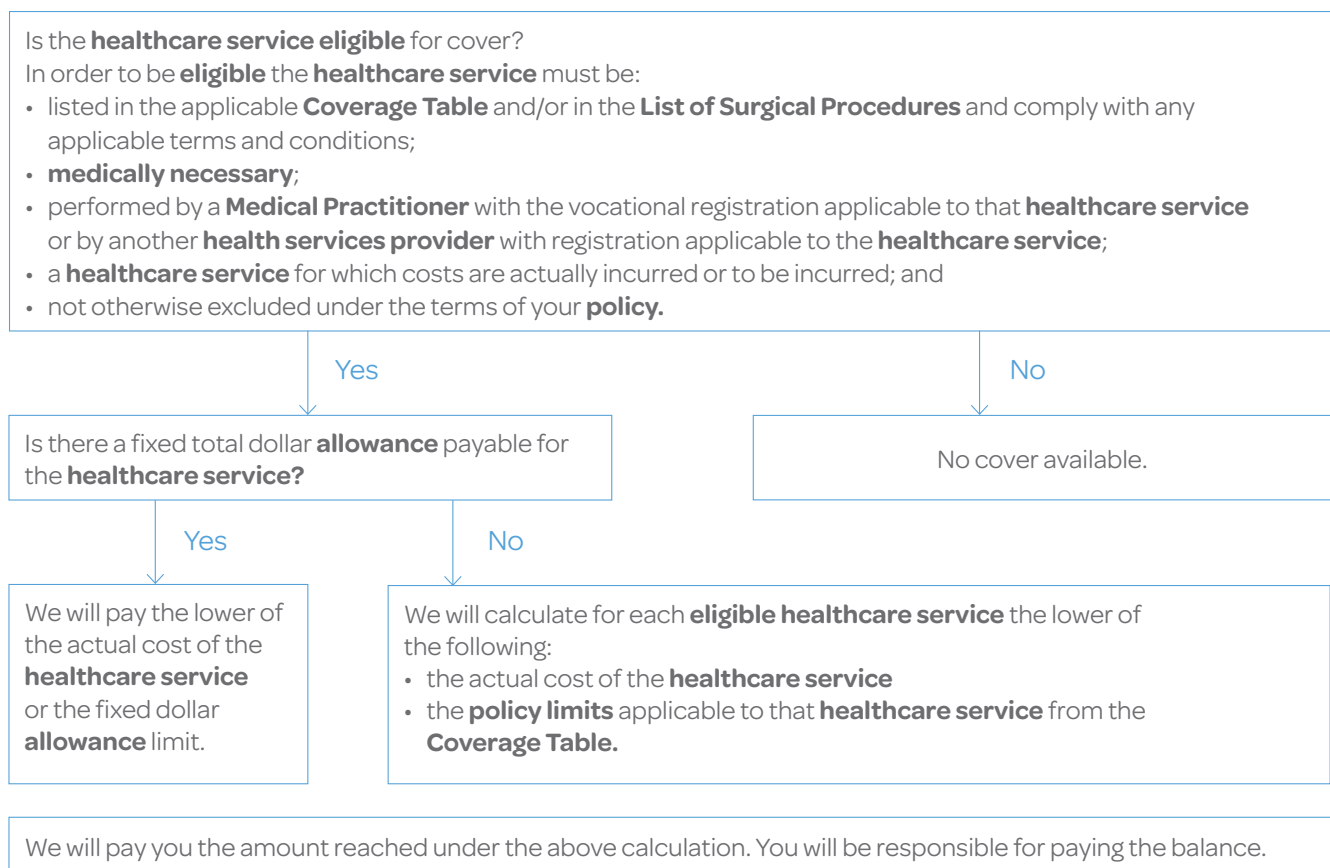 Is the healthcare service eligible for cover?
In order to be eligible the healthcare service must be:
• listed in the applicable Coverage Table and/or in the List of Surgical Procedures and comply with any
applicable terms and conditions;
• medically necessary;
• performed by a Medical Practitioner with the vocational registration applicable to that healthcare service
or by another health services provider with registration applicable to the healthcare service;
• a healthcare service for which costs are actually incurred or to be incurred; and
• not otherwise excluded under the terms of your policy.
Yes
No
Is there a fixed total dollar allowance payable for
the healthcare service?
No cover available.
Yes
No
We will pay the lower of
the actual cost of the
healthcare service
or the fixed dollar
allowance limit.
We will calculate for each eligible healthcare service the lower of
the following:
• the actual cost of the healthcare service
• the policy limits applicable to that healthcare service from the
Coverage Table.
We will pay you the amount reached under the above calculation. You will be responsible for paying the balance.